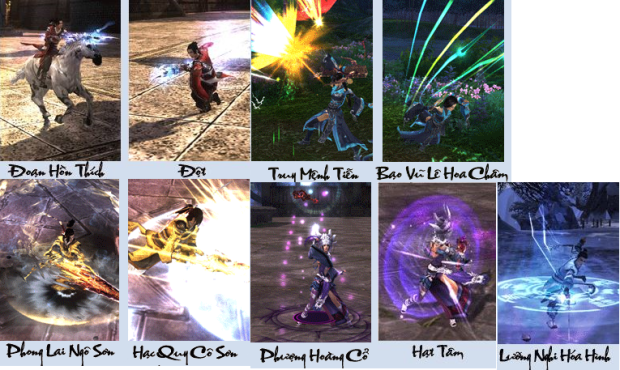 Đoạn Hồn Thích
Đột
Truy Mệnh Tiễn
Bạo Vũ Lê Hoa Châm
Phong Lai Ngô Sơn
Hạc Quy Cô Sơn
Phượng Hoàng Cổ
Hạt Tâm
Lưỡng Nghi Hóa Hình